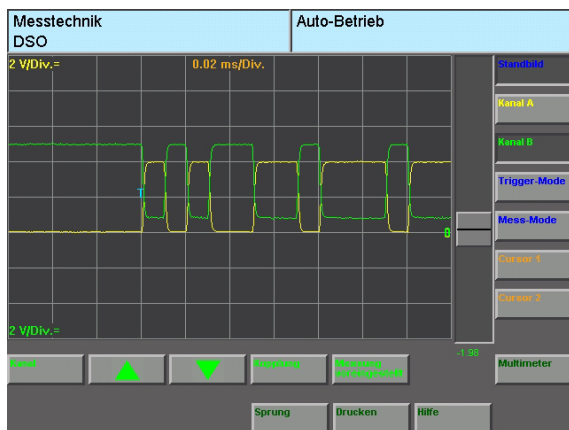 Messtechnik
DSO
Auto-Betrieb
2 V/Div.=
0.02 ms/Div.
Standbild
Kanal A
Kanal B
Trigger-Mode
T
Mess-Mode
0
Cursor 1
Cursor 2
2 V/Div.=
-1.98
Multimeter
Sprung
Drucken
Hilfe